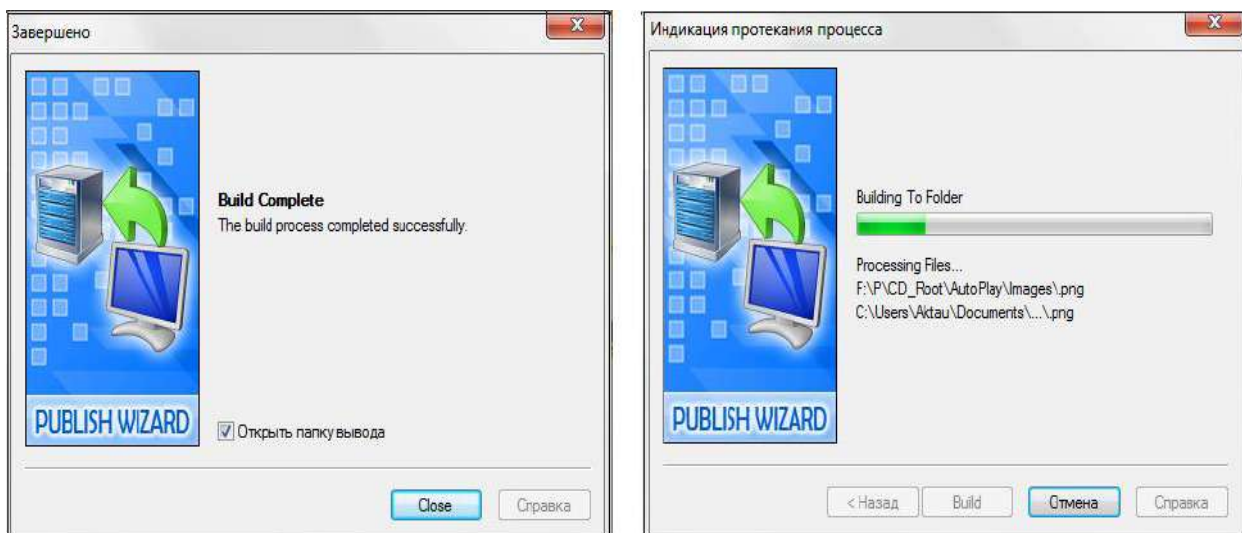 Завершено
Build Complete
The build process completed successfully.
PUBLISH WIZARD
Открыть папку вывода
Close
Справка
Индикация протекания процесса
Building To Folder
Processing Files...
F:\P\CD_Root\AutoPlay\Images\.png
C:\Users\Aktau\Documents\...\.png
PUBLISH WIZARD
< Назад
Build
Отмена
Справка